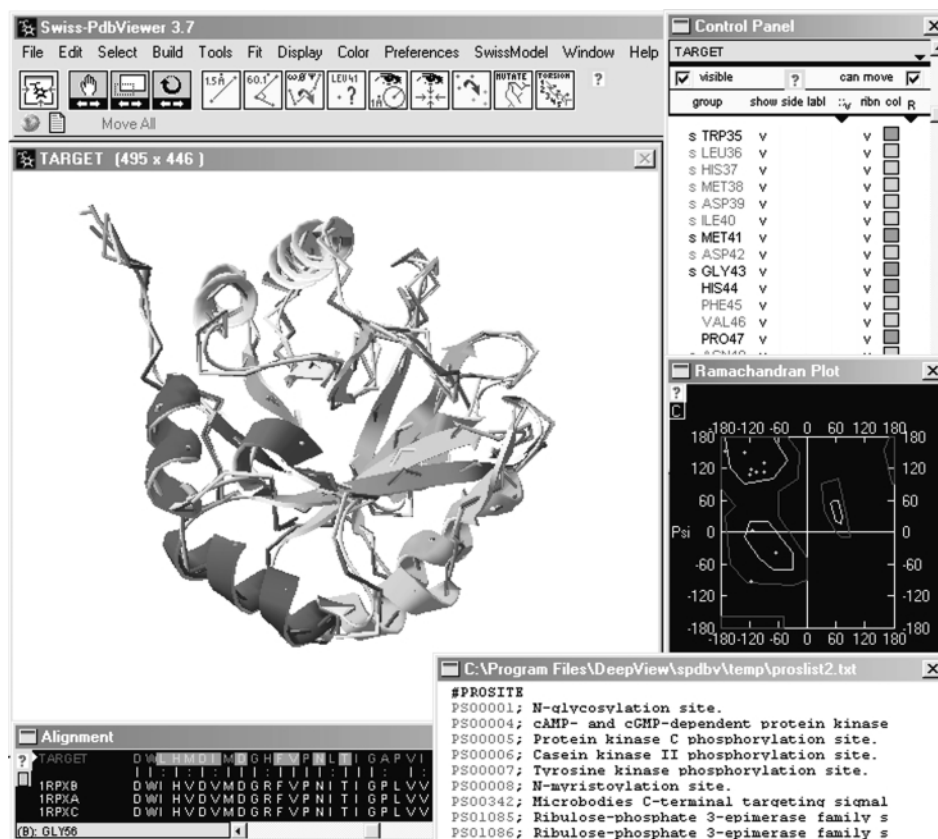 Swiss-PdbViewer 3.7
File Edit Select Build Tools Fit Display Color Preferences SwissModel Window Help
1.5Å 60.1° ω Φ Ψ LEU41 ? 1Å MUTATE TORSION ?
Move All
TARGET (495 x 446 )
Control Panel
TARGET
visible ? can move
group show side labl ::v ribn col R
s TRP35 v v
s LEU36 v v
s HIS37 v v
s MET38 v v
s ASP39 v v
s ILE40 v v
s MET41 v v
s ASP42 v v
s GLY43 v v
HIS44 v v
PHE45 v v
VAL46 v v
PRO47 v v
Ramachandran Plot
?
C
-180 -120 -60 0 60 120 180
180 180
120 120
60 60
Psi 0 0
-60 -60
-120 -120
-180 -180
-180 -120 -60 0 60 120 180
C:\Program Files\DeepView\spdbv\temp\proslist2.txt
#PROSITE
PS00001; N-glycosylation site.
PS00004; cAMP- and cGMP-dependent protein kinase
PS00005; Protein kinase C phosphorylation site.
PS00006; Casein kinase II phosphorylation site.
PS00007; Tyrosine kinase phosphorylation site.
PS00008; N-myristoylation site.
PS00342; Microbodies C-terminal targeting signal
PS01085; Ribulose-phosphate 3-epimerase family s
PS01086; Ribulose-phosphate 3-epimerase family s
Alignment
? TARGET D W L H M D I M D G H F V P N L T I G A P V I
1RPXB D W I H V D V M D G R F V P N I T I G P L V V
1RPXA D W I H V D V M D G R F V P N I T I G P L V V
1RPXC D W I H V D V M D G R F V P N I T I G P L V V
(B): GLY56